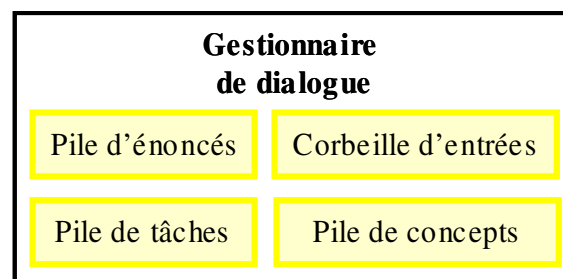 Gestionnaire
de dialogue
Pile d’énoncés
Corbeille d’entrées
Pile de tâches
Pile de concepts